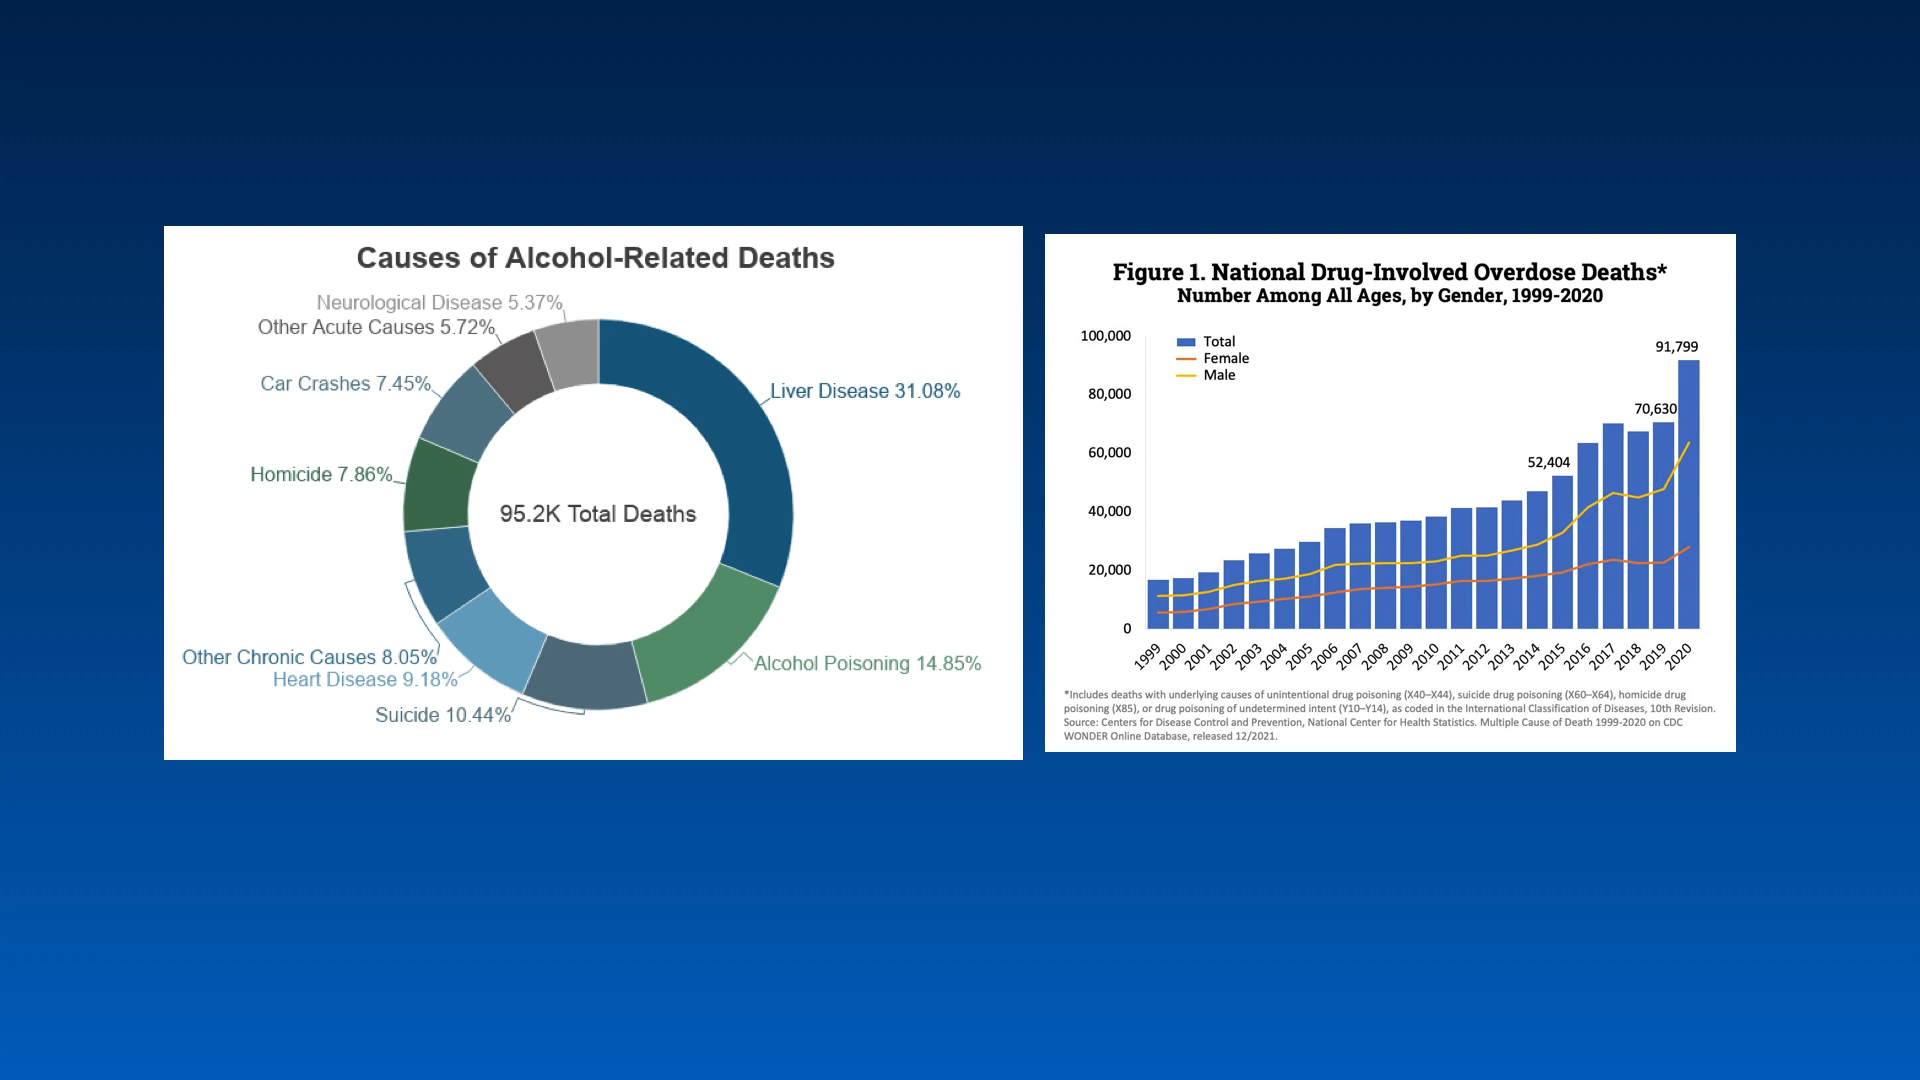 Causes of Alcohol-Related Deaths
Neurological Disease 5.37%
Other Acute Causes 5.72%
Car Crashes 7.45%
Liver Disease 31.08%
Homicide 7.86%
95.2K Total Deaths
Other Chronic Causes 8.05%
Alcohol Poisoning 14.85%
Heart Disease 9.18%
Suicide 10.44%
Figure 1. National Drug-Involved Overdose Deaths*
Number Among All Ages, by Gender, 1999-2020
100,000
80,000
60,000
40,000
20,000
0
Total
Female
Male
52,404
70,630
91,799
1999
2000
2001
2002
2003
2004
2005
2006
2007
2008
2009
2010
2011
2012
2013
2014
2015
2016
2017
2018
2019
2020
*Includes deaths with underlying causes of unintentional drug poisoning (X40–X44), suicide drug poisoning (X60–X64), homicide drug
poisoning (X85), or drug poisoning of undetermined intent (Y10–Y14), as coded in the International Classification of Diseases, 10th Revision.
Source: Centers for Disease Control and Prevention, National Center for Health Statistics. Multiple Cause of Death 1999-2020 on CDC
WONDER Online Database, released 12/2021.